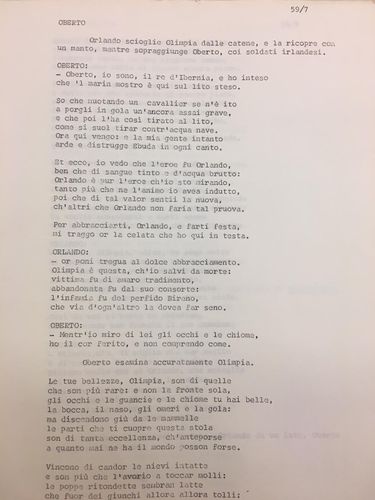 59/7
OBERTO
Orlando scioglie Olimpia dalle catene, e la ricopre con
un manto, mentre sopraggiunge Oberto, coi soldati irlandesi.
OBERTO:
- Oberto, io sono, il re d'Ibernia, e ho inteso
che 'l marin mostro è qui sul lito steso.
So che nuotando un cavallier se n'è ito
a porgli in gola un'ancora assai grave,
e che poi l'ha così tirato al lito,
come si suol tirar contr'acqua nave.
Ora qui vengo: e la mia gente intanto
arde e distrugge Ebuda in ogni canto.
Et ecco, io vedo che l'eroe fu Orlando,
ben che di sangue tinto e d'acqua brutto:
Orlando è pur l'eroe ch'io sto mirando,
tanto più che ne l'animo io avea indutto,
poi che di tal valor sentii la nuova,
ch'altri che Orlando non faria tal pruova.
Per abbracciarti, Orlando, e farti festa,
mi traggo or la celata che ho qui in testa.
ORLANDO:
- or poni tregua al dolce abbracciamento.
Olimpia è questa, ch'io salvai da morte:
vittima fu di amaro tradimento,
abbandonata fu dal suo consorte:
l'infamia fu del perfido Bireno,
che via d'ogn'altro la dovea far seno.
OBERTO:
- Mentr'io miro di lei gli occhi e le chiome,
ho il cor ferito, e non comprendo come.
Oberto esamina accuratamente Olimpia.
Le tue bellezze, Olimpia, son di quelle
che son più rare: e non la fronte sola,
gli occhi e le guancie e le chiome tu hai belle,
la bocca, il naso, gli omeri e la gola:
ma discendono giù da le mammelle
le parti che ti cuopre questa stola
son di tanta eccellenza, ch'anteporse
a quante mai ne ha il mondo posson forse.
Vincono di candor le nievi intatte
e son più che l'avorio a toccar molli:
le poppe ritondette sembran latte
che fuor dei giunchi allora allora tolli: